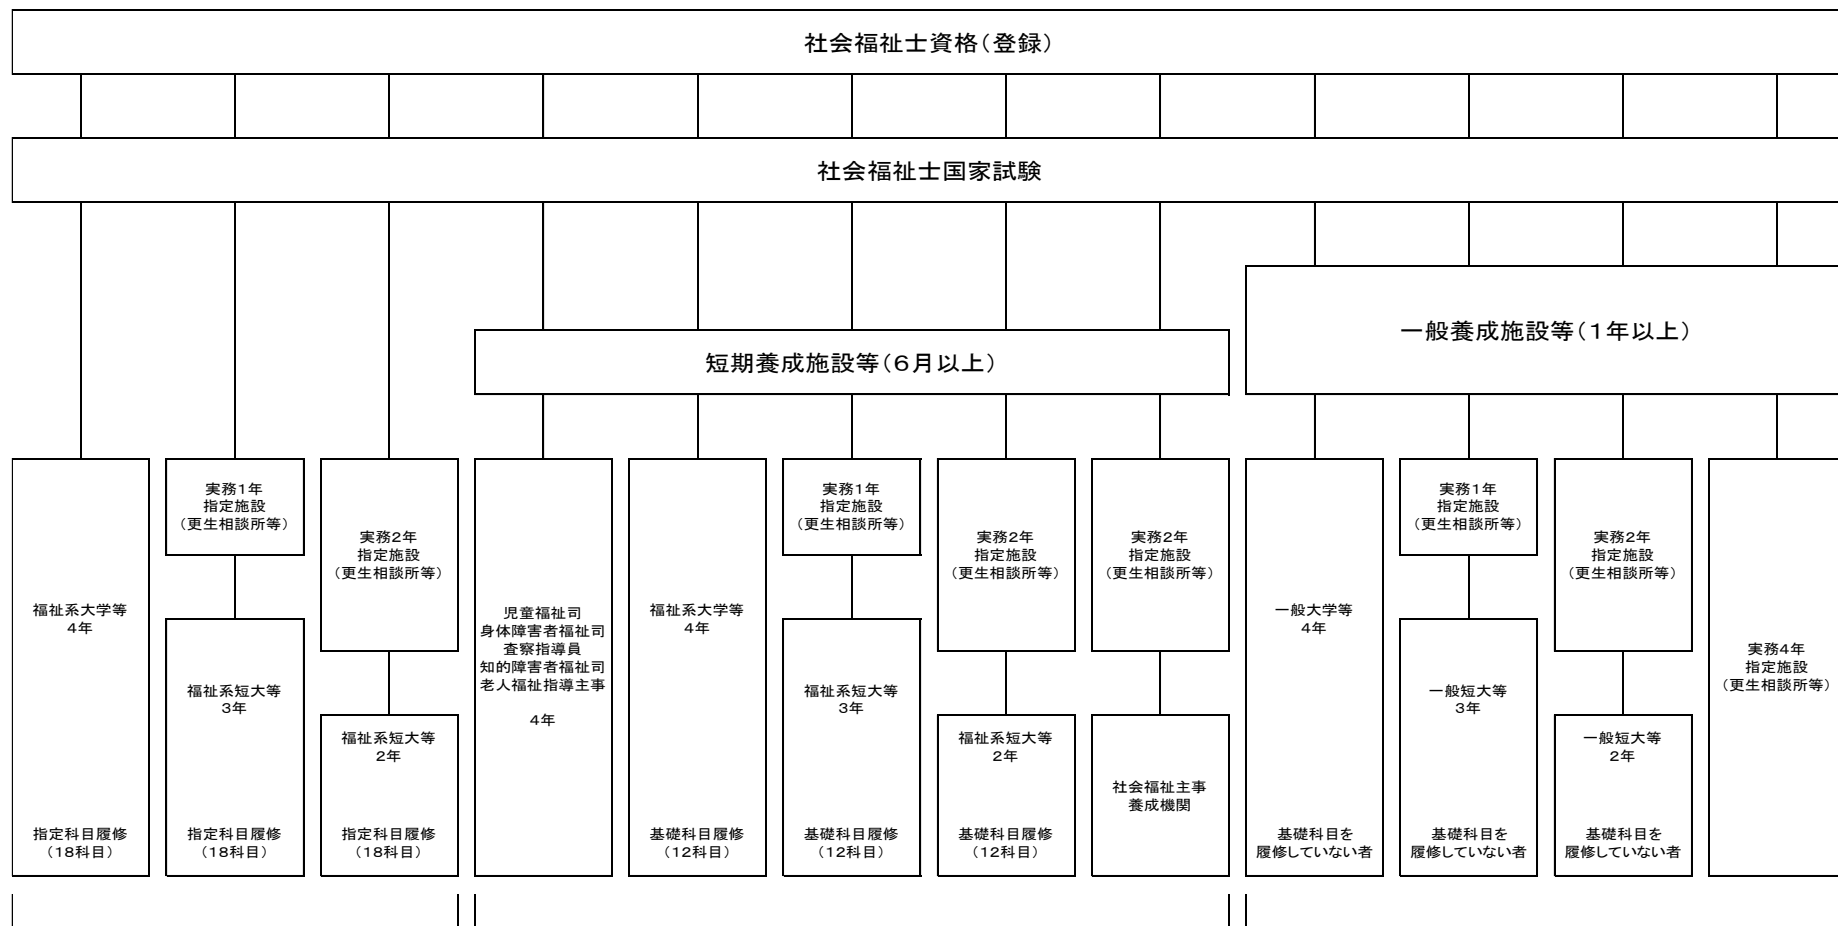 社会福祉士資格（登録）
社会福祉士国家試験
一般養成施設等（1年以上）
短期養成施設等（6月以上）
福祉系大学等
4年
指定科目履修
（18科目）
実務1年
指定施設
（更生相談所等）
福祉系短大等
3年
指定科目履修
（18科目）
実務2年
指定施設
（更生相談所等）
福祉系短大等
2年
指定科目履修
（18科目）
児童福祉司
身体障害者福祉司
査察指導員
知的障害者福祉司
老人福祉指導主事
4年
福祉系大学等
4年
基礎科目履修
（12科目）
実務1年
指定施設
（更生相談所等）
福祉系短大等
3年
基礎科目履修
（12科目）
実務2年
指定施設
（更生相談所等）
福祉系短大等
2年
基礎科目履修
（12科目）
実務2年
指定施設
（更生相談所等）
社会福祉主事
養成機関
一般大学等
4年
基礎科目を
履修していない者
実務1年
指定施設
（更生相談所等）
一般短大等
3年
基礎科目を
履修していない者
実務2年
指定施設
（更生相談所等）
一般短大等
2年
基礎科目を
履修していない者
実務4年
指定施設
（更生相談所等）